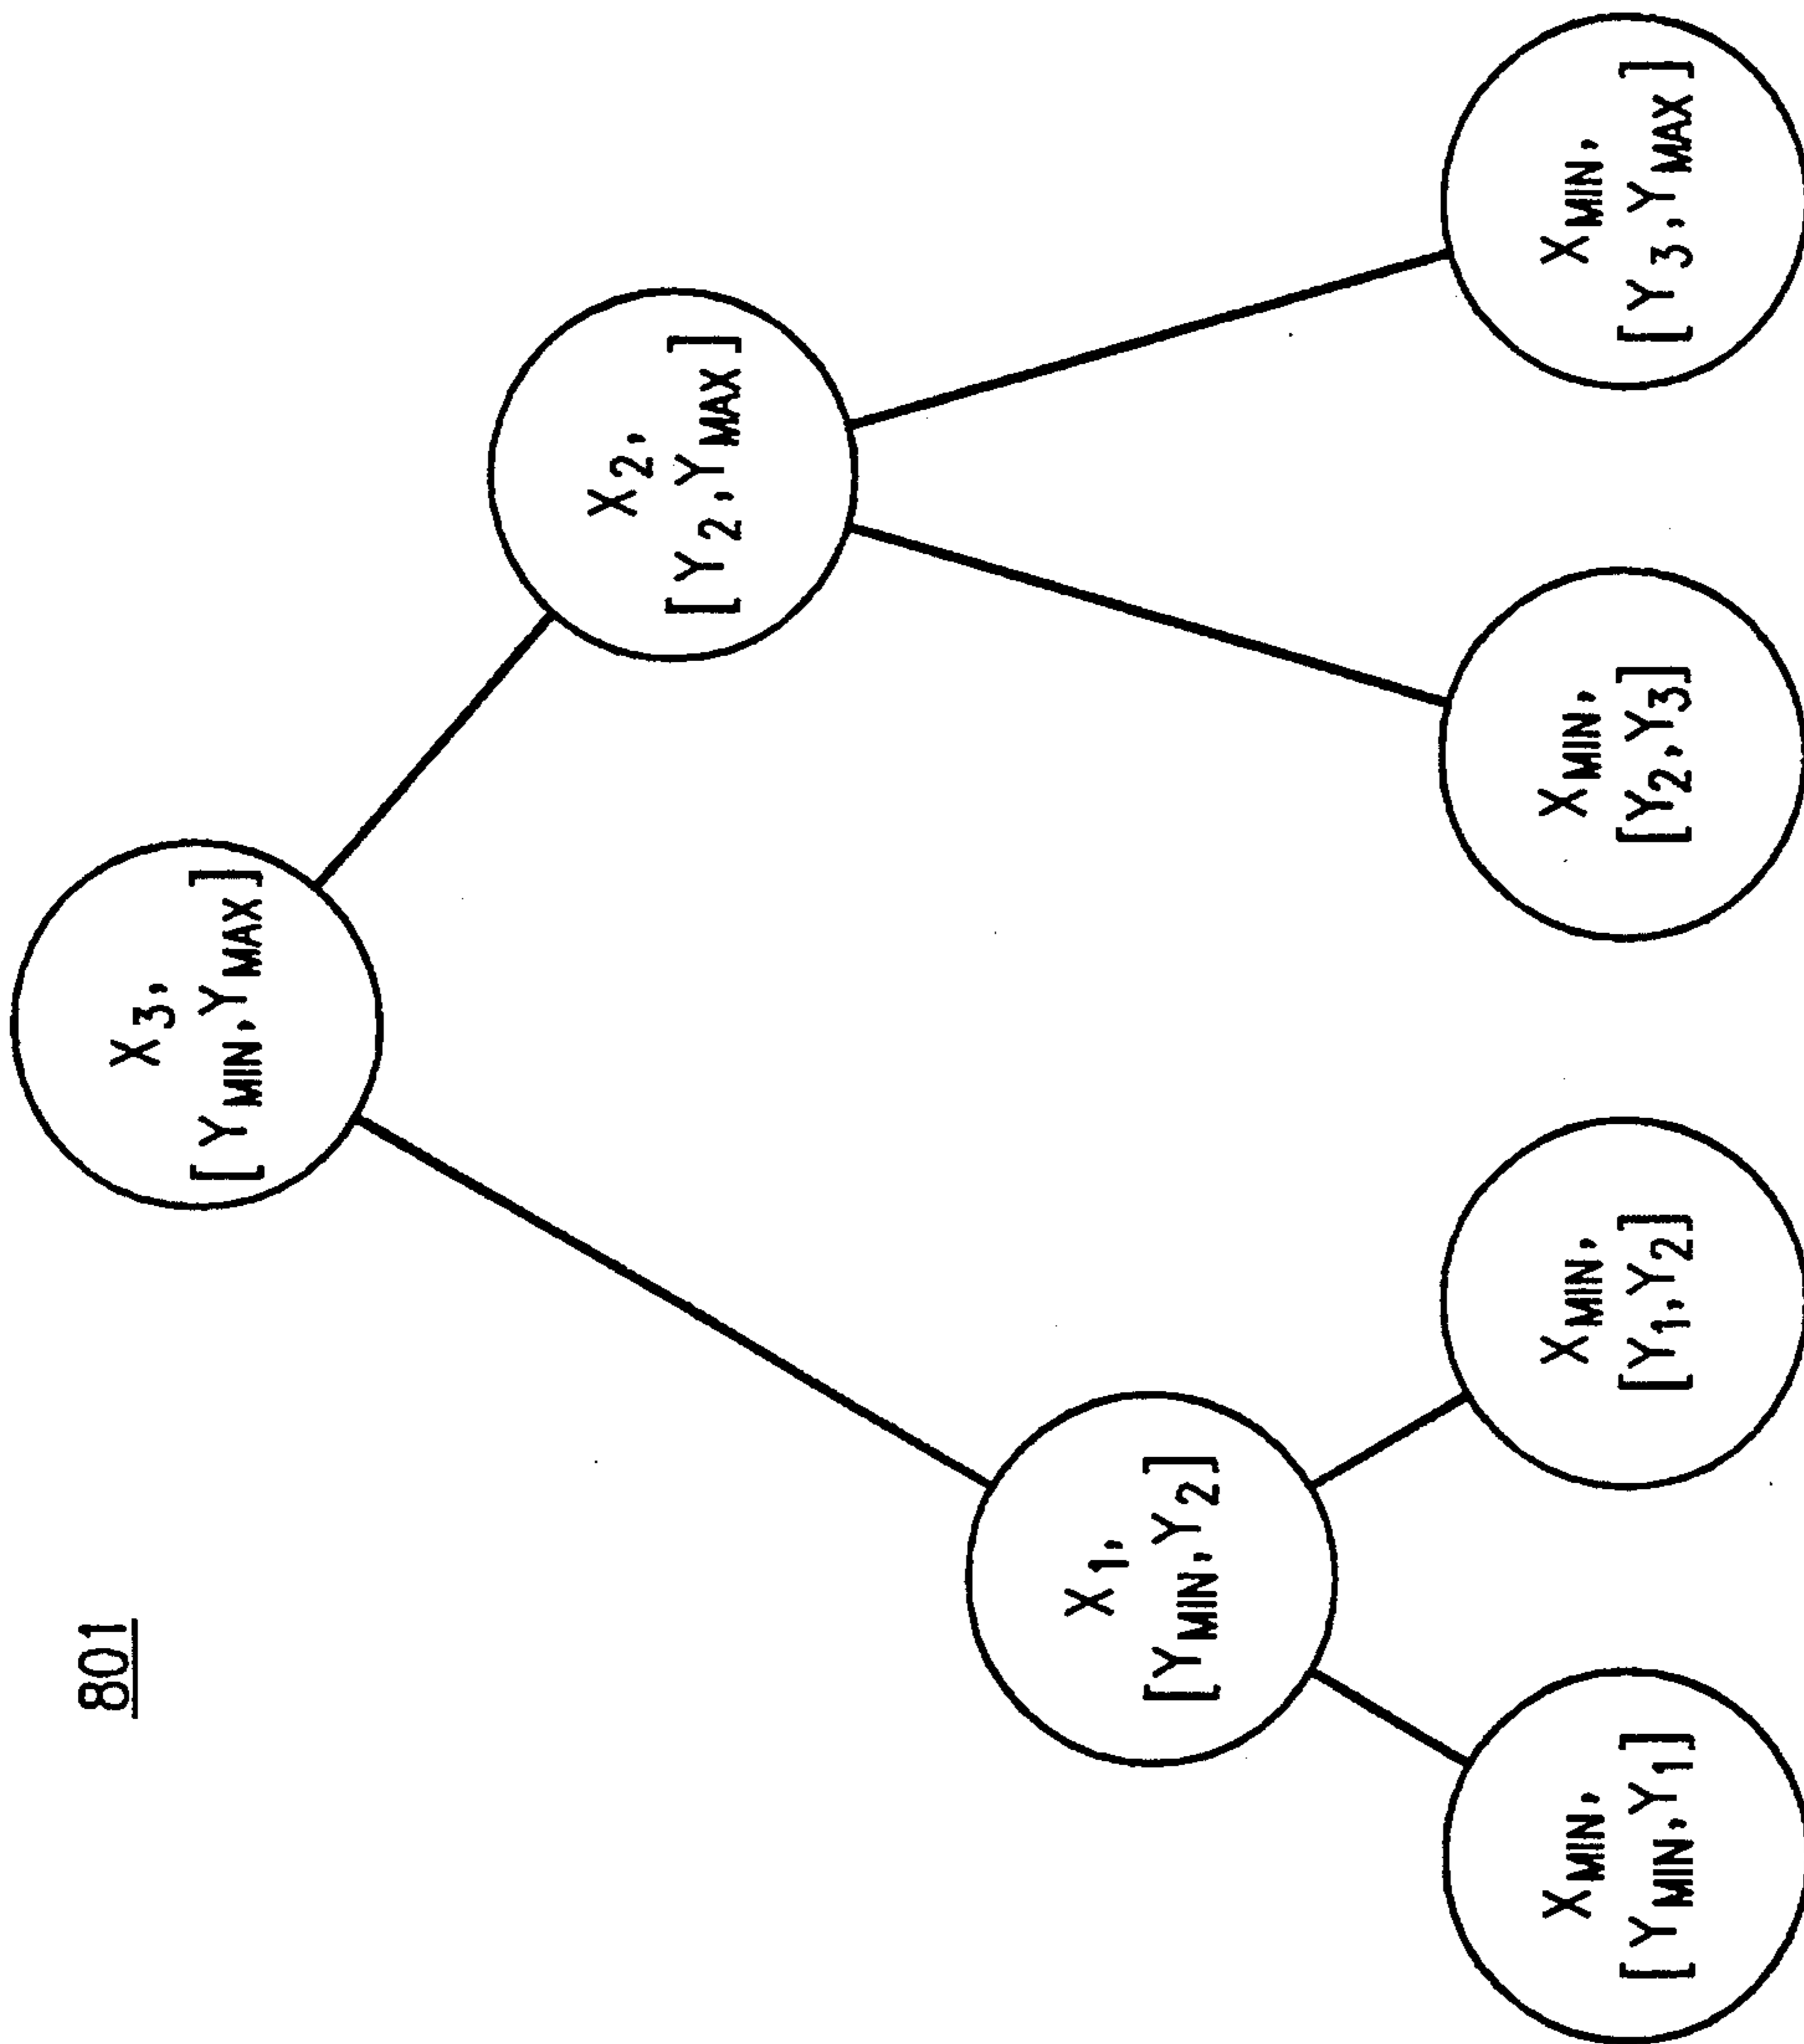 801
X3,
[YMIN,YMAX]
X1,
[YMIN,Y2]
X2,
[Y2,YMAX]
XMIN,
[YMIN,Y1]
XMIN,
[Y1,Y2]
XMIN,
[Y2,Y3]
XMIN,
[Y3,YMAX]